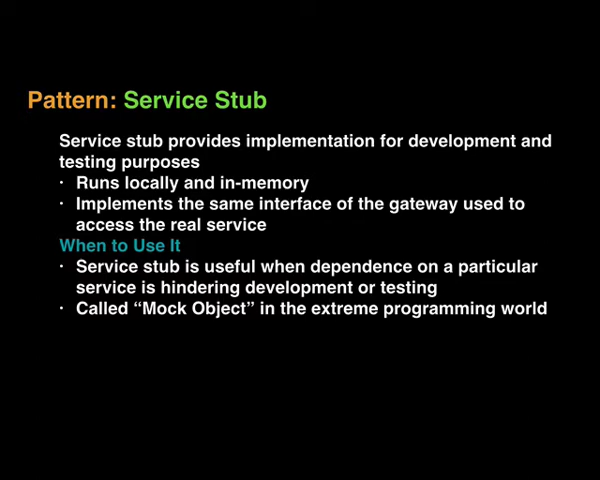 Pattern: Service Stub
Service stub provides implementation for development and
testing purposes
· Runs locally and in-memory
· Implements the same interface of the gateway used to
access the real service
When to Use It
· Service stub is useful when dependence on a particular
service is hindering development or testing
· Called “Mock Object” in the extreme programming world